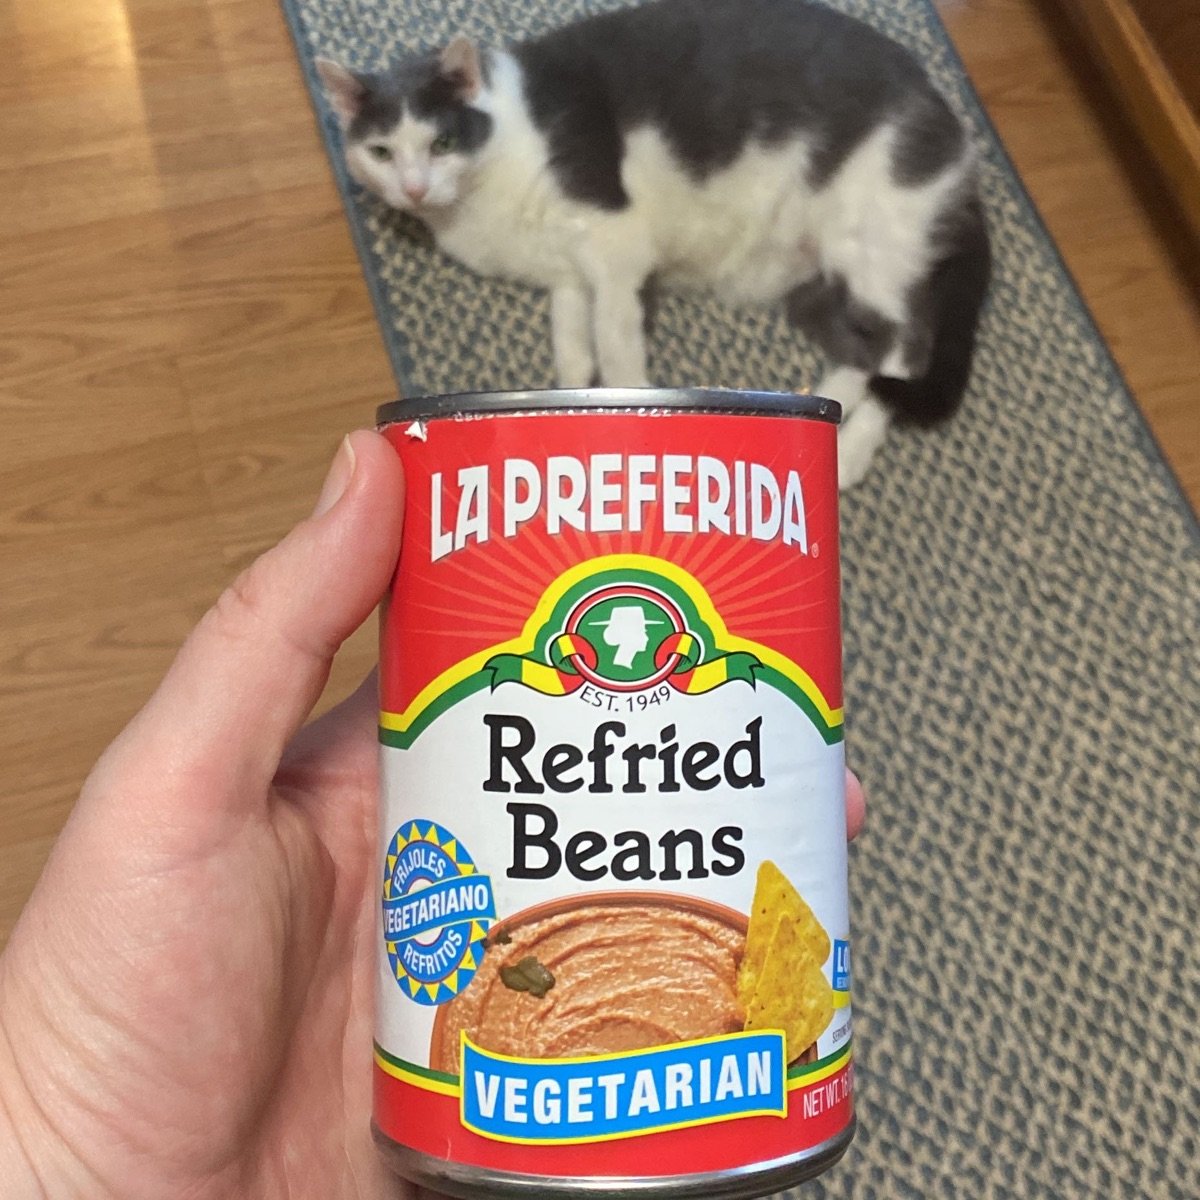 LA PREFERIDA
EST. 1949
Refried
Beans
FRIJOLES
VEGETARIANO
REFRITOS
VEGETARIAN
NET WT.